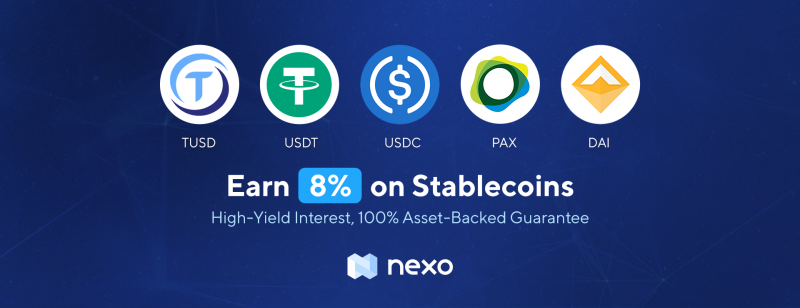 TUSD USDT USDC PAX DAI
Earn 8% on Stablecoins
High-Yield Interest, 100% Asset-Backed Guarantee
nexo